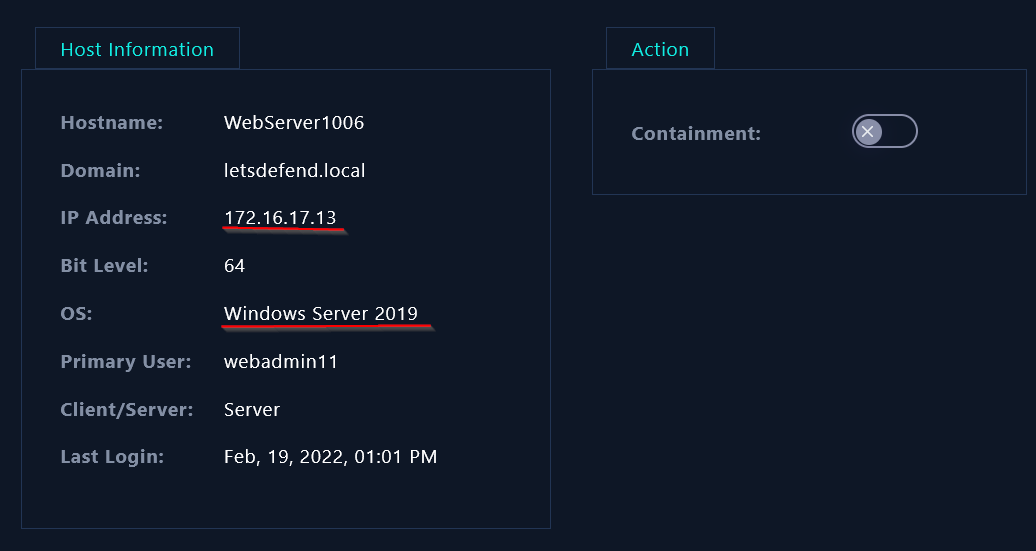 Host Information
Hostname: WebServer1006
Domain: letsdefend.local
IP Address: 172.16.17.13
Bit Level: 64
OS: Windows Server 2019
Primary User: webadmin11
Client/Server: Server
Last Login: Feb, 19, 2022, 01:01 PM
Action
Containment: